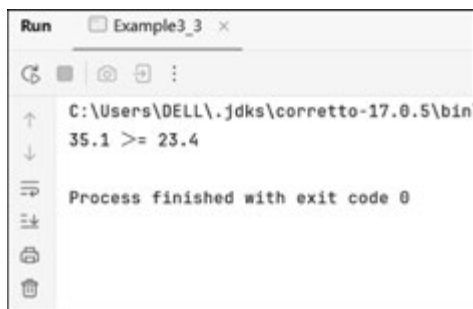 Run Example3_3 ×
C:\Users\DELL\.jdks\corretto-17.0.5\bin
35.1 >= 23.4
Process finished with exit code 0